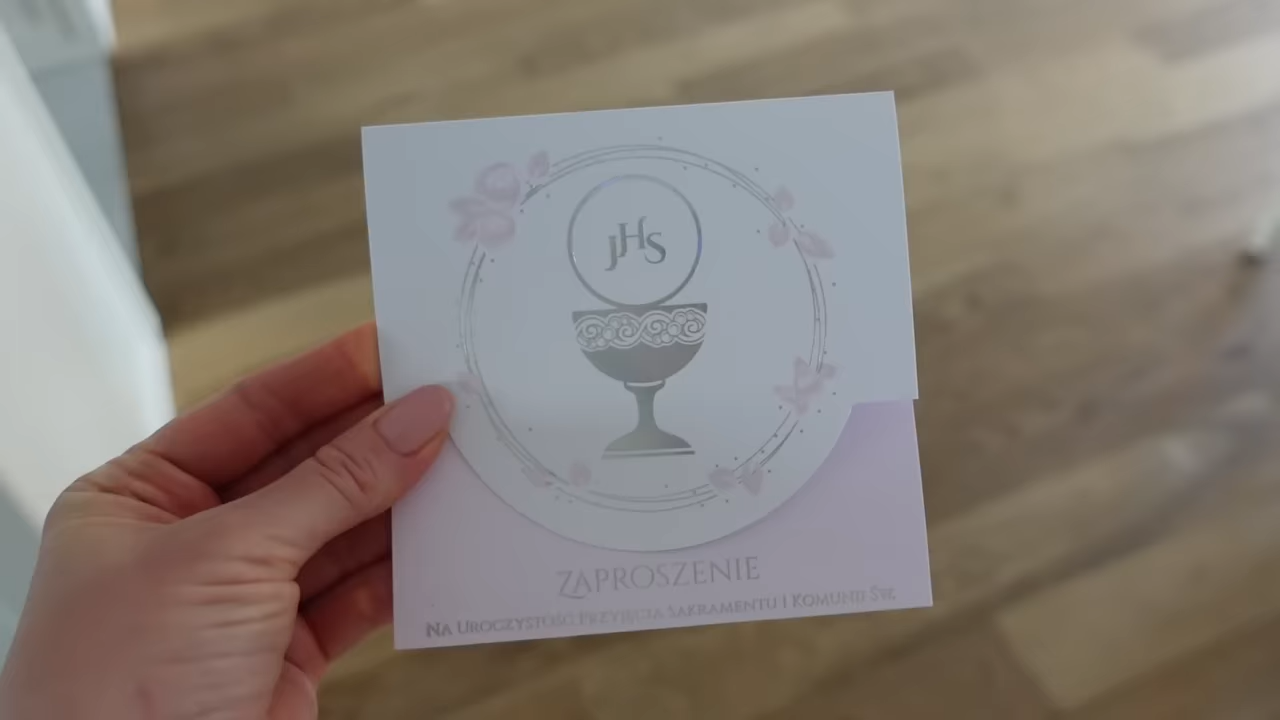 JHS
ZAPROSZENIE
NA UROCZYSTOŚĆ PRZYJĘCIA SAKRAMENTU I KOMUNII ŚW.